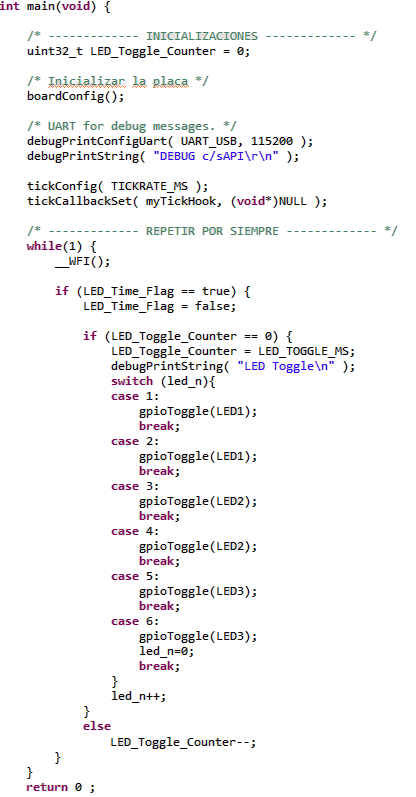 int main(void) {

    /* ------------- INICIALIZACIONES ------------- */
    uint32_t LED_Toggle_Counter = 0;

    /* Inicializar la placa */
    boardConfig();

    /* UART for debug messages. */
    debugPrintConfigUart( UART_USB, 115200 );
    debugPrintString( "DEBUG c/sAPI\r\n" );

    tickConfig( TICKRATE_MS );
    tickCallbackSet( myTickHook, (void*)NULL );

    /* ------------- REPETIR POR SIEMPRE ------------- */
    while(1) {
        __WFI();

        if (LED_Time_Flag == true) {
            LED_Time_Flag = false;

            if (LED_Toggle_Counter == 0) {
                LED_Toggle_Counter = LED_TOGGLE_MS;
                debugPrintString( "LED Toggle\n" );
                switch (led_n){
                case 1:
                    gpioToggle(LED1);
                    break;
                case 2:
                    gpioToggle(LED1);
                    break;
                case 3:
                    gpioToggle(LED2);
                    break;
                case 4:
                    gpioToggle(LED2);
                    break;
                case 5:
                    gpioToggle(LED3);
                    break;
                case 6:
                    gpioToggle(LED3);
                    led_n=0;
                    break;
                }
                led_n++;
            }
            else
                LED_Toggle_Counter--;
        }
    }
    return 0 ;